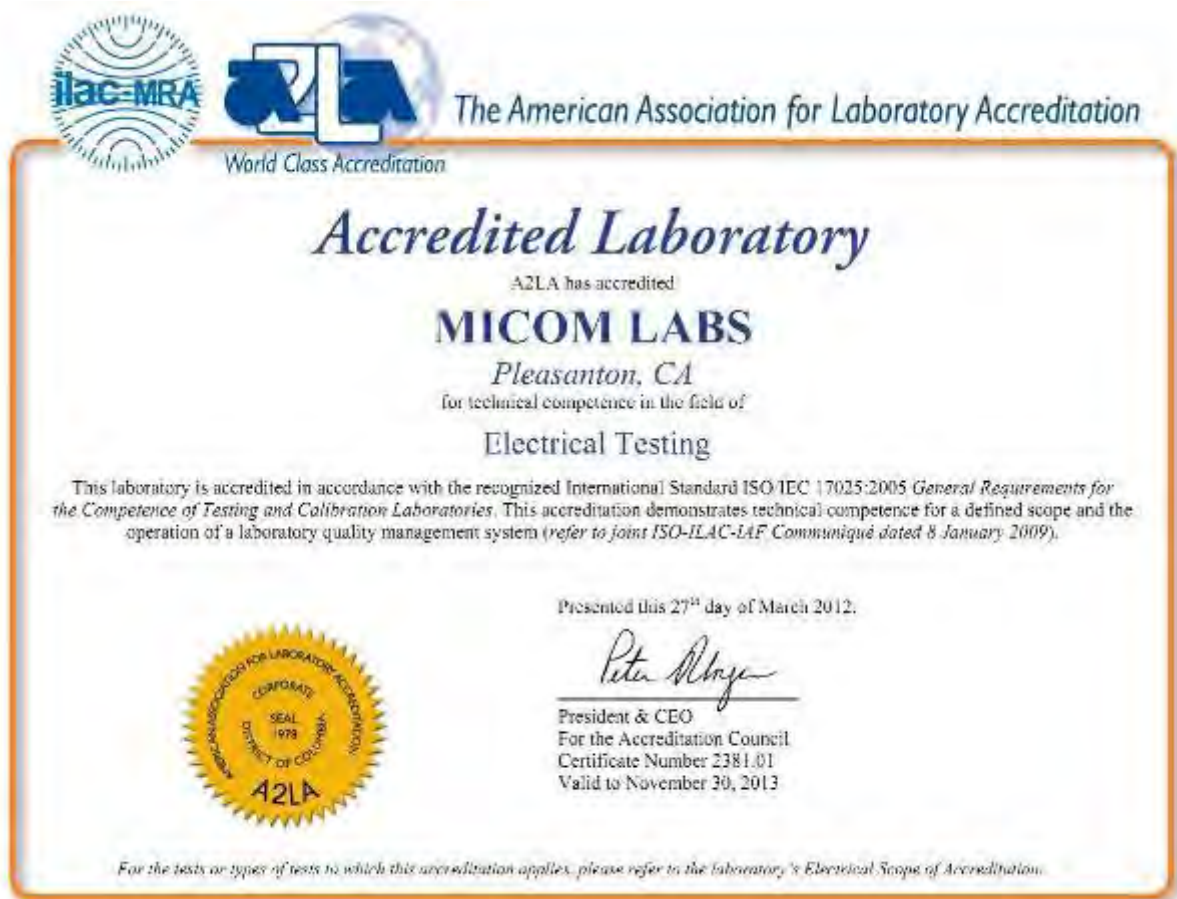 ilac-MRA
A2LA
The American Association for Laboratory Accreditation
World Class Accreditation
Accredited Laboratory
A2LA has accredited
MICOM LABS
Pleasanton, CA
for technical competence in the field of
Electrical Testing
This laboratory is accredited in accordance with the recognized International Standard ISO/IEC 17025:2005 General Requirements for
the Competence of Testing and Calibration Laboratories. This accreditation demonstrates technical competence for a defined scope and the
operation of a laboratory quality management system (refer to joint ISO-ILAC-IAF Communiqué dated 8 January 2009).
Presented this 27th day of March 2012.
Peter
President & CEO
For the Accreditation Council
Certificate Number 2381.01
Valid to November 30, 2013
AMERICAN ASSOCIATION FOR LABORATORY ACCREDITATION
CORPORATE
SEAL
1978
DISTRICT OF COLUMBIA
A2LA
For the tests or types of tests to which this accreditation applies, please refer to the laboratory's Electrical Scope of Accreditation.